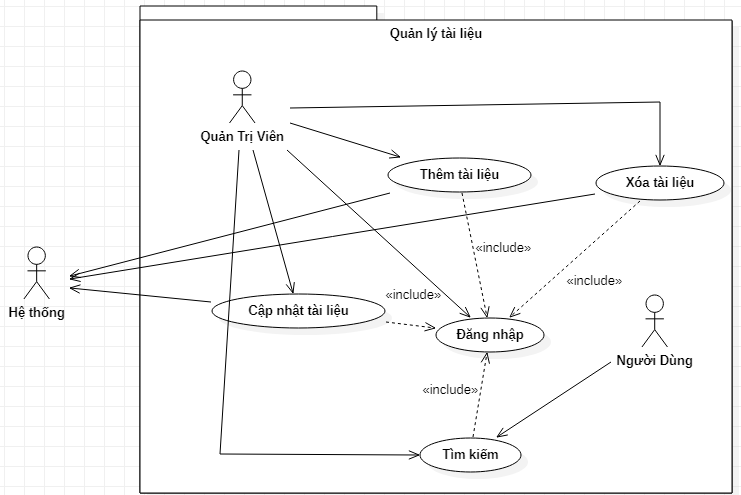 Quản lý tài liệu
Quản Trị Viên
Thêm tài liệu
Xóa tài liệu
«include»
«include»
«include»
Hệ thống
Cập nhật tài liệu
Đăng nhập
Người Dùng
«include»
Tìm kiếm